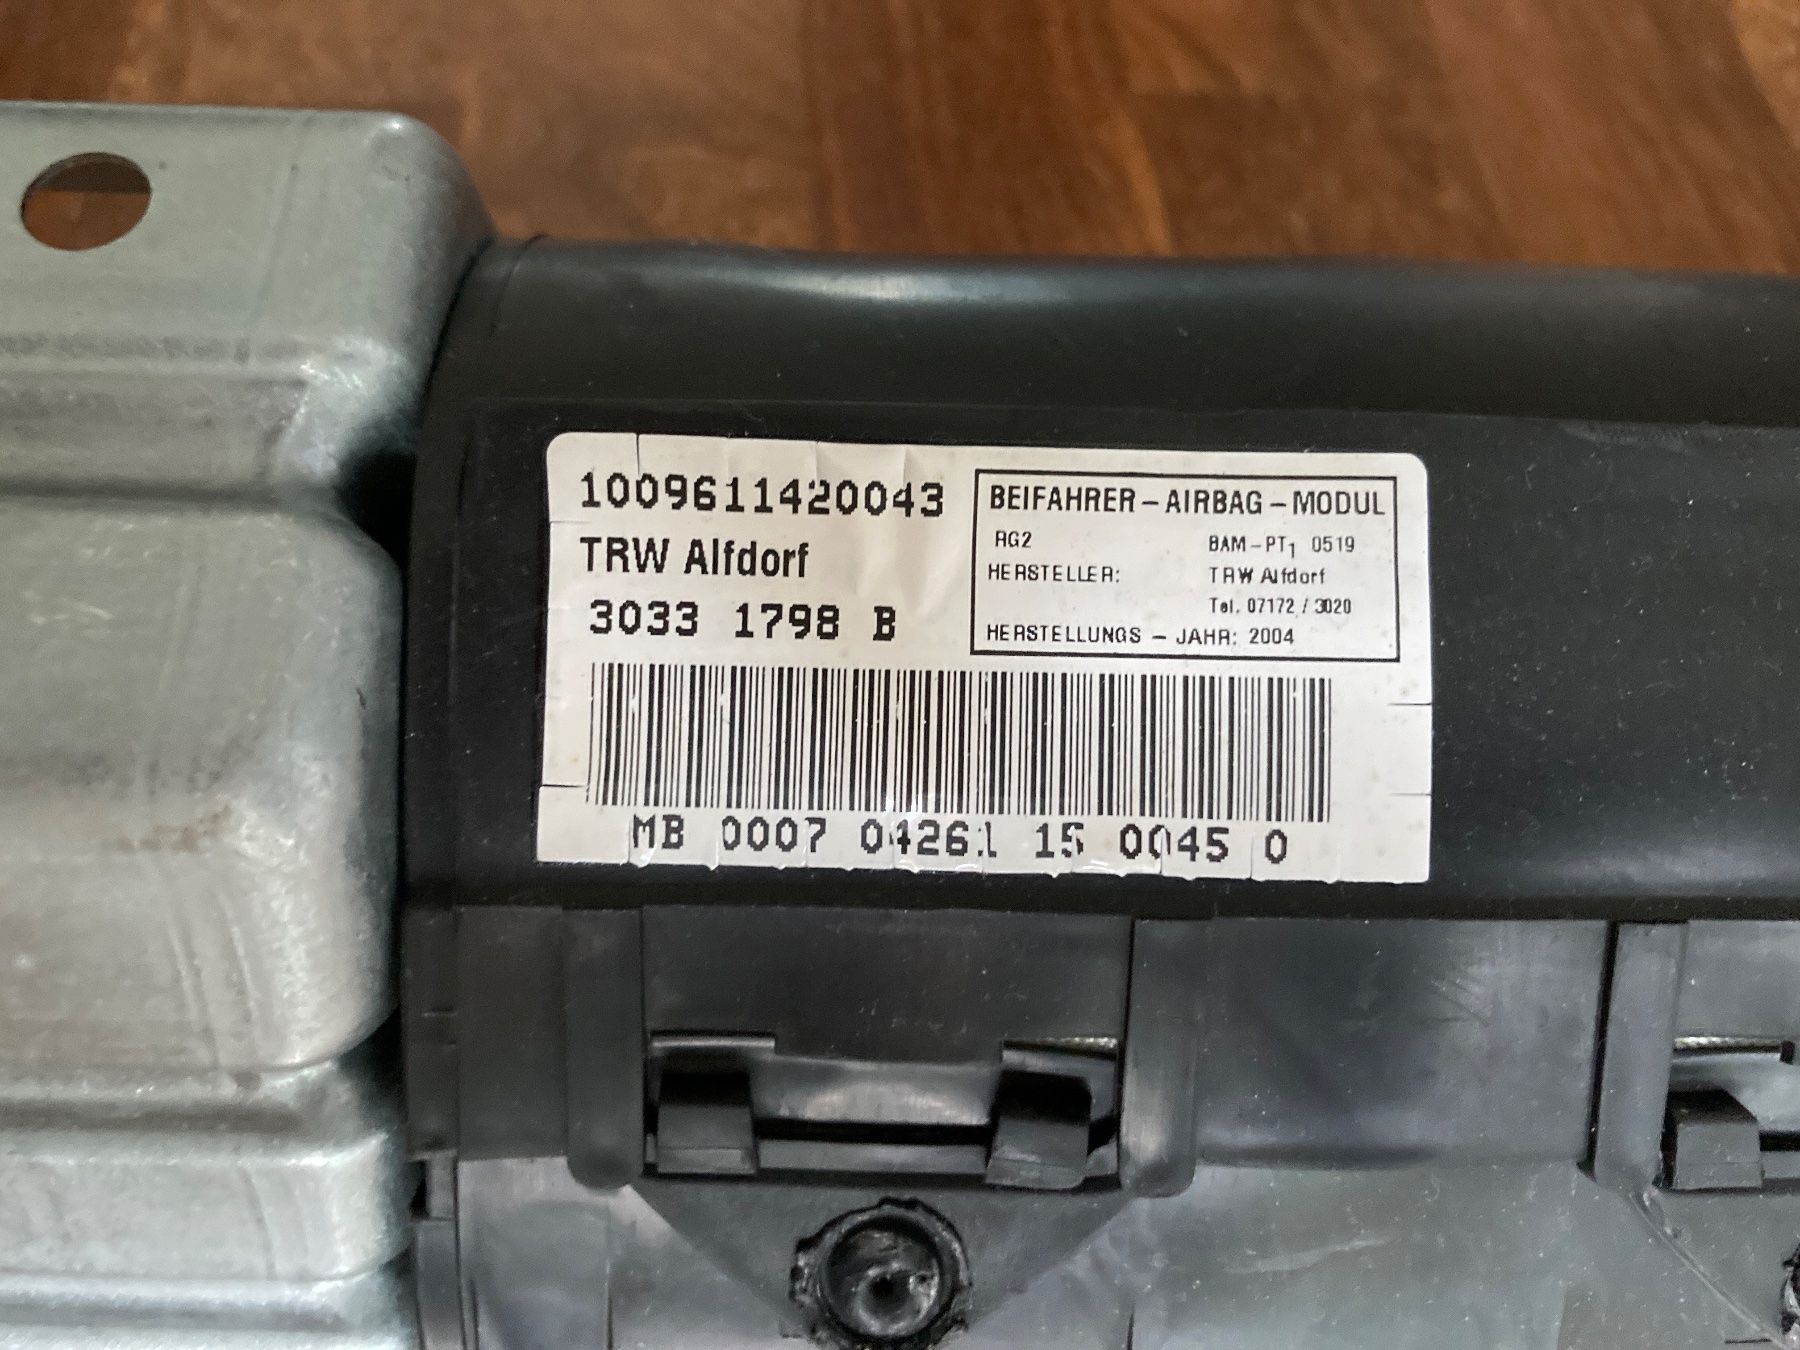 1009611420043
TRW Alfdorf
3033 1798 B
BEIFAHRER-AIRBAG-MODUL
RG2 BAM-PT1 0519
HERSTELLER: TRW Alfdorf
Tel. 07172 / 3020
HERSTELLUNGS - JAHR: 2004
MB 0007 04261 15 0045 0